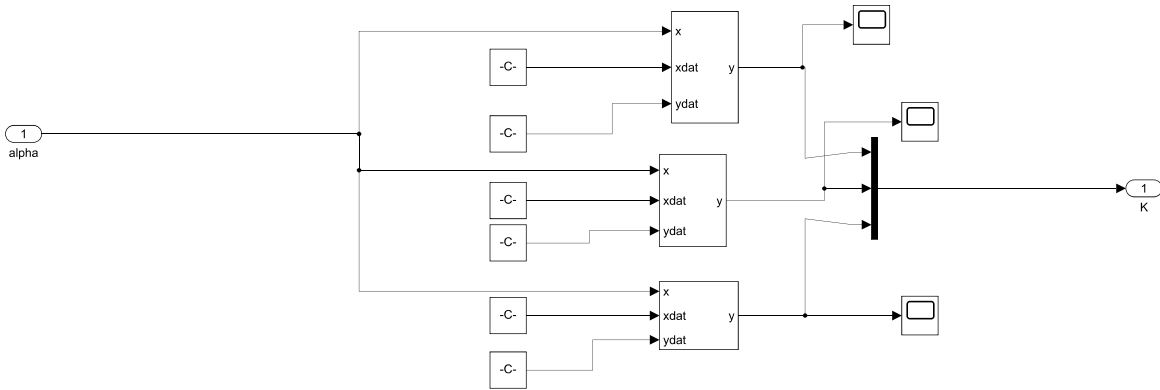 x
-C-
xdat
y
-C-
ydat
1
alpha
x
-C-
xdat
y
-C-
ydat
1
K
x
-C-
xdat
y
-C-
ydat